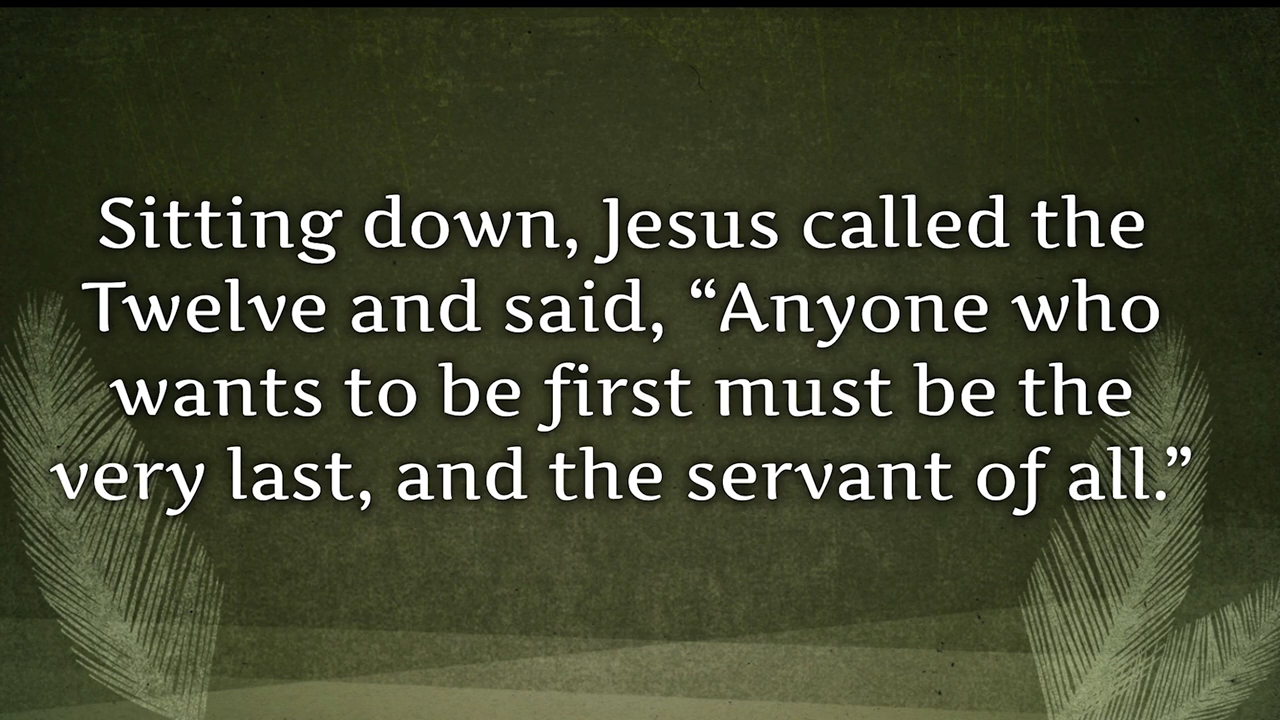 Sitting down, Jesus called the
Twelve and said, “Anyone who
wants to be first must be the
very last, and the servant of all.”